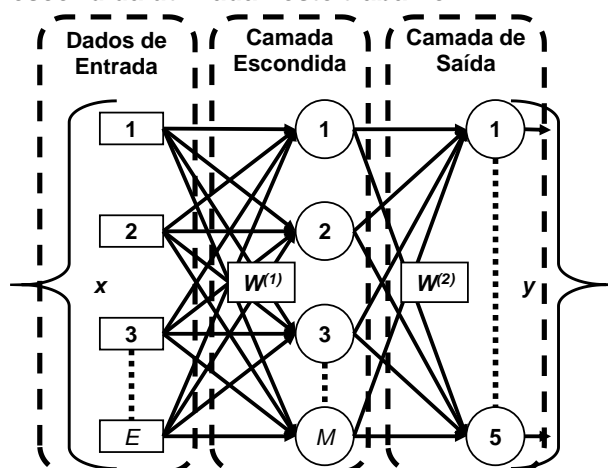 Dados de
Entrada
Camada
Escondida
Camada de
Saída
1
1
1
2
2
x
W(1)
W(2)
y
3
3
E
M
5